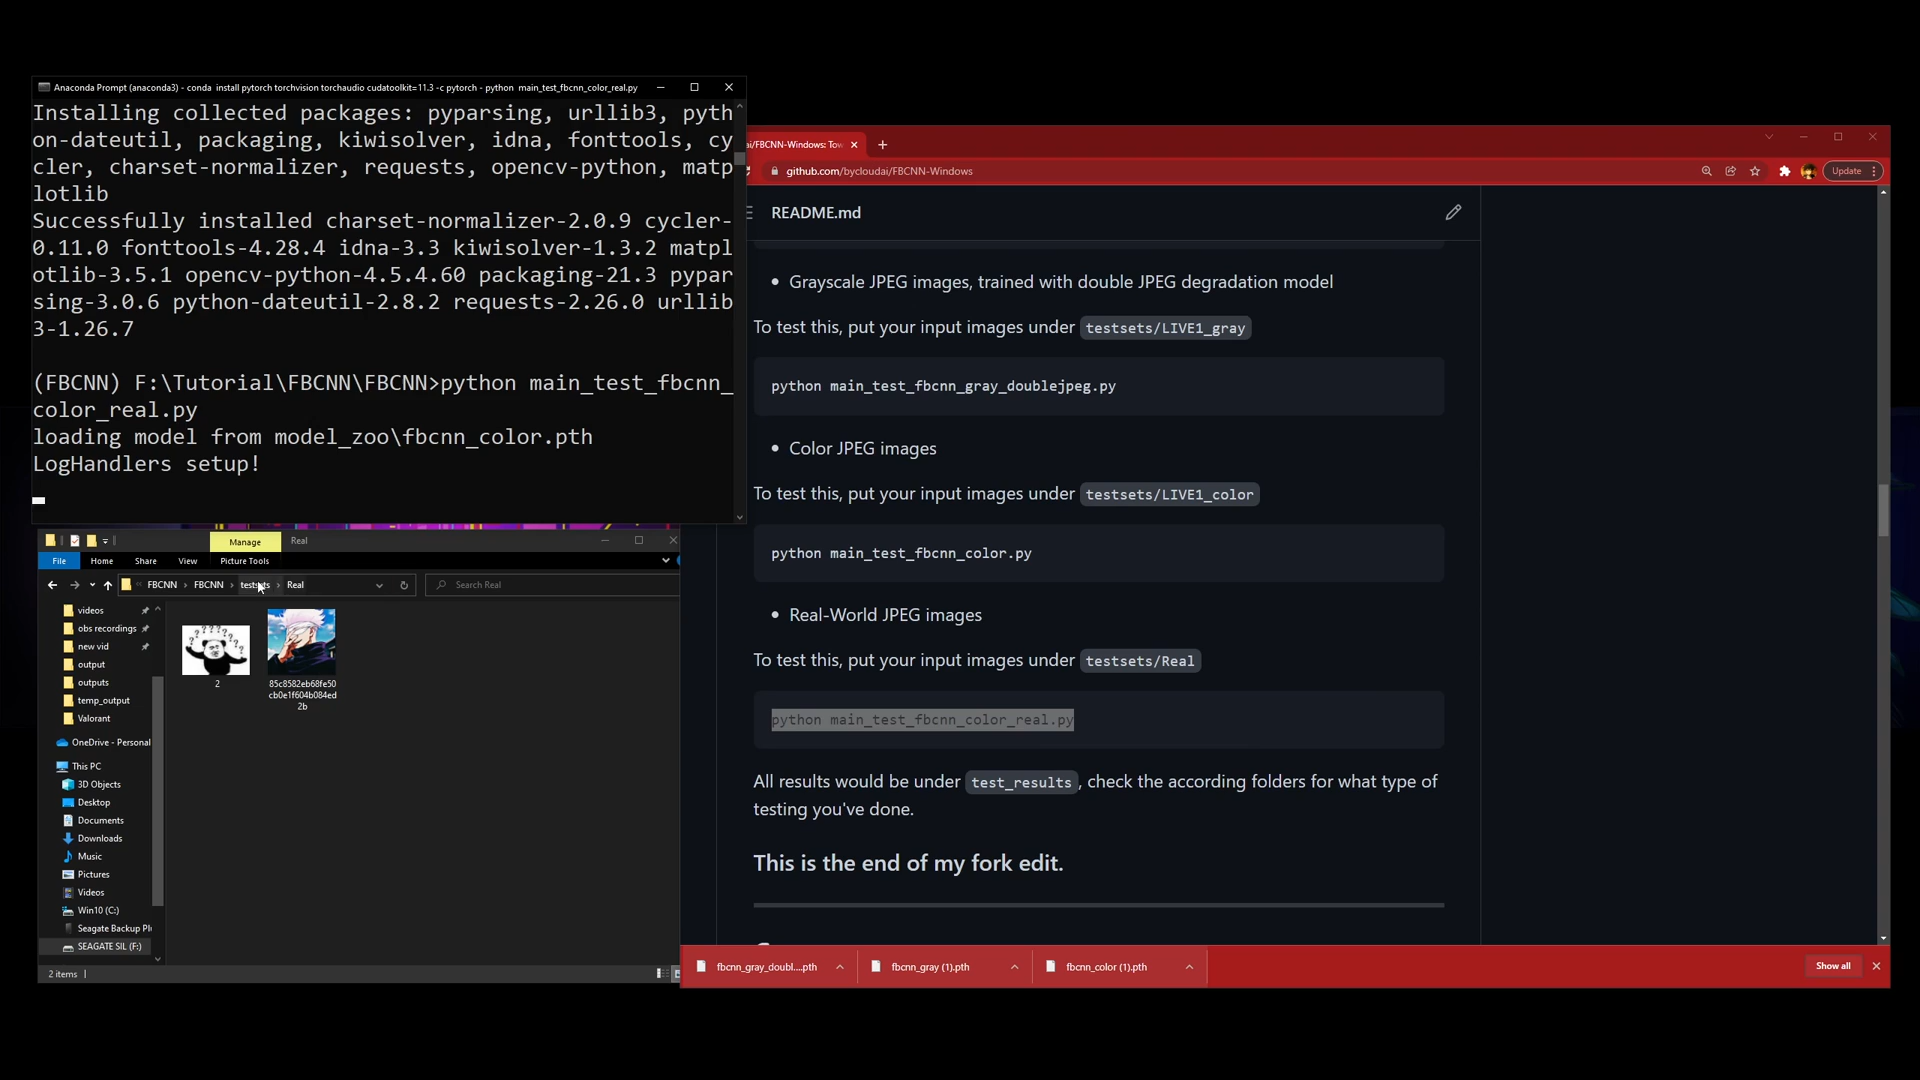 Anaconda Prompt (anaconda3) - conda  install pytorch torchvision torchaudio cudatoolkit=11.3 -c pytorch - python  main_test_fbcnn_color_real.py
Installing collected packages: pyparsing, urllib3, pyth
on-dateutil, packaging, kiwisolver, idna, fonttools, cy
cler, charset-normalizer, requests, opencv-python, matp
lotlib
Successfully installed charset-normalizer-2.0.9 cycler-
0.11.0 fonttools-4.28.4 idna-3.3 kiwisolver-1.3.2 matpl
otlib-3.5.1 opencv-python-4.5.4.60 packaging-21.3 pypar
sing-3.0.6 python-dateutil-2.8.2 requests-2.26.0 urllib
3-1.26.7
(FBCNN) F:\Tutorial\FBCNN\FBCNN>python main_test_fbcnn_
color_real.py
loading model from model_zoo\fbcnn_color.pth
LogHandlers setup!
Manage
Real
File
Home
Share
View
Picture Tools
FBCNN > FBCNN > testsets > Real
Search Real
videos
obs recordings
new vid
output
outputs
temp_output
Valorant
OneDrive - Personal
This PC
3D Objects
Desktop
Documents
Downloads
Music
Pictures
Videos
Win10 (C:)
Seagate Backup Plu
SEAGATE SIL (F:)
2
85c8582eb68fe50
cb0e1f604b084ed
2b
2 items
ai/FBCNN-Windows: Tow
github.com/bycloudai/FBCNN-Windows
Update
README.md
• Grayscale JPEG images, trained with double JPEG degradation model
To test this, put your input images under testsets/LIVE1_gray
python main_test_fbcnn_gray_doublejpeg.py
• Color JPEG images
To test this, put your input images under testsets/LIVE1_color
python main_test_fbcnn_color.py
• Real-World JPEG images
To test this, put your input images under testsets/Real
python main_test_fbcnn_color_real.py
All results would be under test_results, check the according folders for what type of
testing you've done.
This is the end of my fork edit.
fbcnn_gray_doubl....pth
fbcnn_gray (1).pth
fbcnn_color (1).pth
Show all